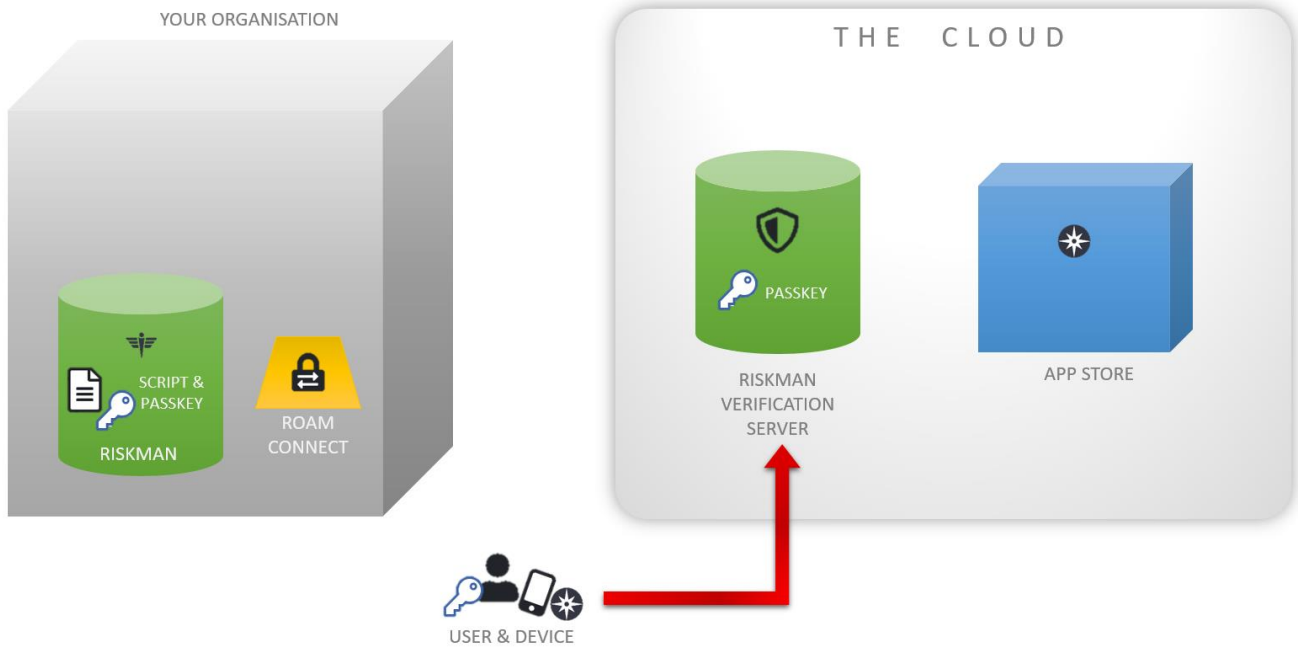 YOUR ORGANISATION
THE CLOUD
SCRIPT &
PASSKEY
RISKMAN
ROAM
CONNECT
PASSKEY
RISKMAN
VERIFICATION
SERVER
APP STORE
USER & DEVICE